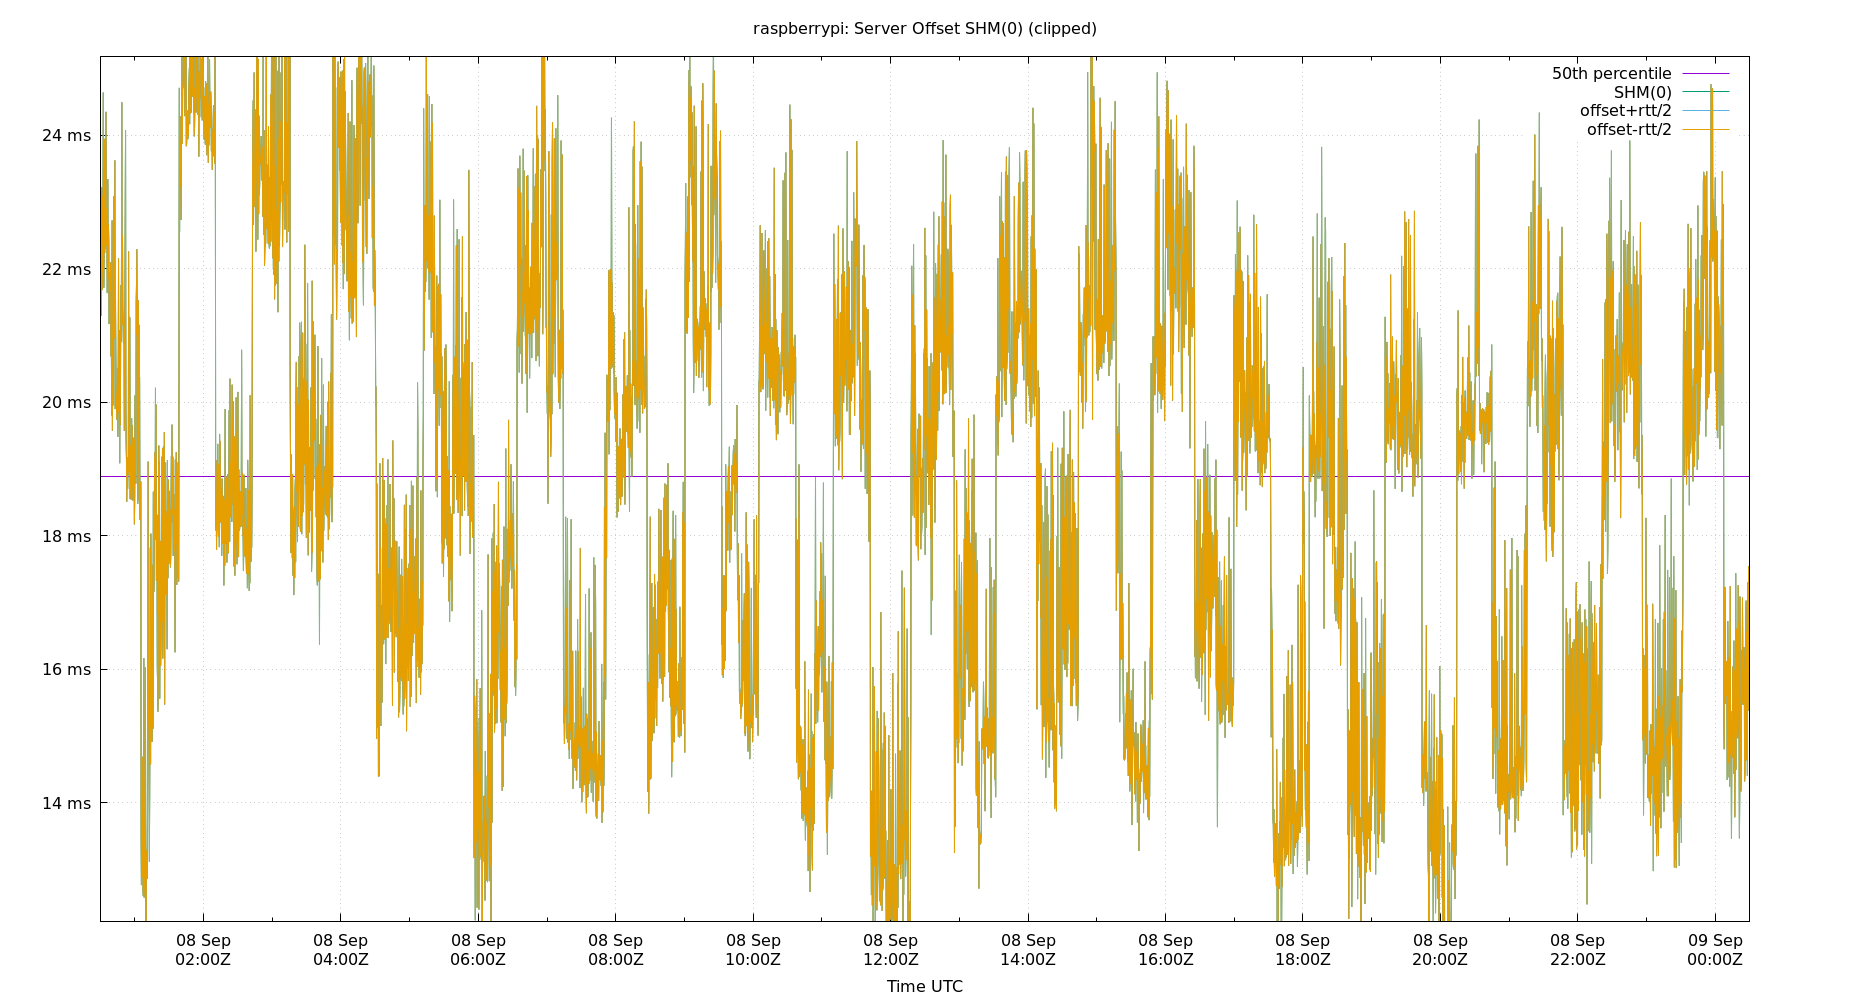 raspberrypi: Server Offset SHM(0) (clipped)
50th percentile
SHM(0)
offset+rtt/2
offset-rtt/2
24 ms
22 ms
20 ms
18 ms
16 ms
14 ms
08 Sep 08 Sep 08 Sep 08 Sep 08 Sep 08 Sep 08 Sep 08 Sep 08 Sep 08 Sep 08 Sep 09 Sep
02:00Z 04:00Z 06:00Z 08:00Z 10:00Z 12:00Z 14:00Z 16:00Z 18:00Z 20:00Z 22:00Z 00:00Z
Time UTC